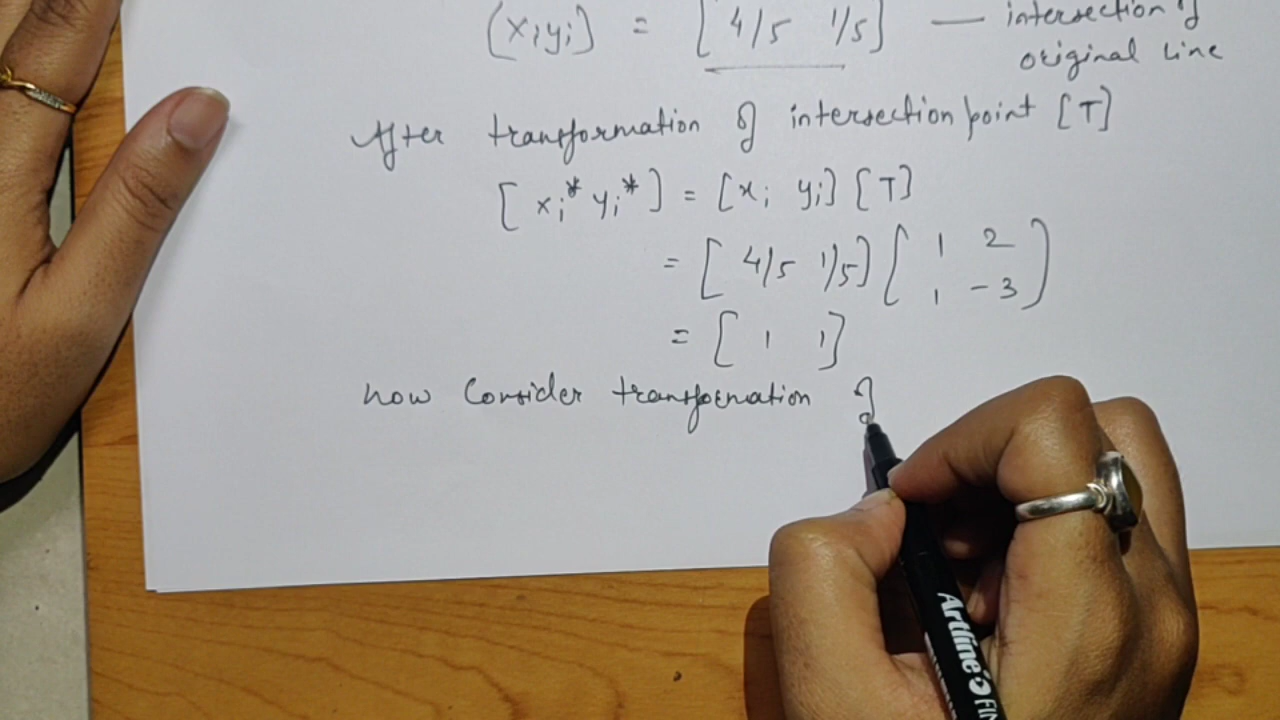 (xᵢ yᵢ) = [4/5 1/5] — intersection of
original line
After transformation of intersection point [T]
[xᵢ* yᵢ*] = [xᵢ yᵢ] [T]
= [4/5 1/5] [1 2
1 -3]
= [1 1]
now Consider transformation of
Artline FIN